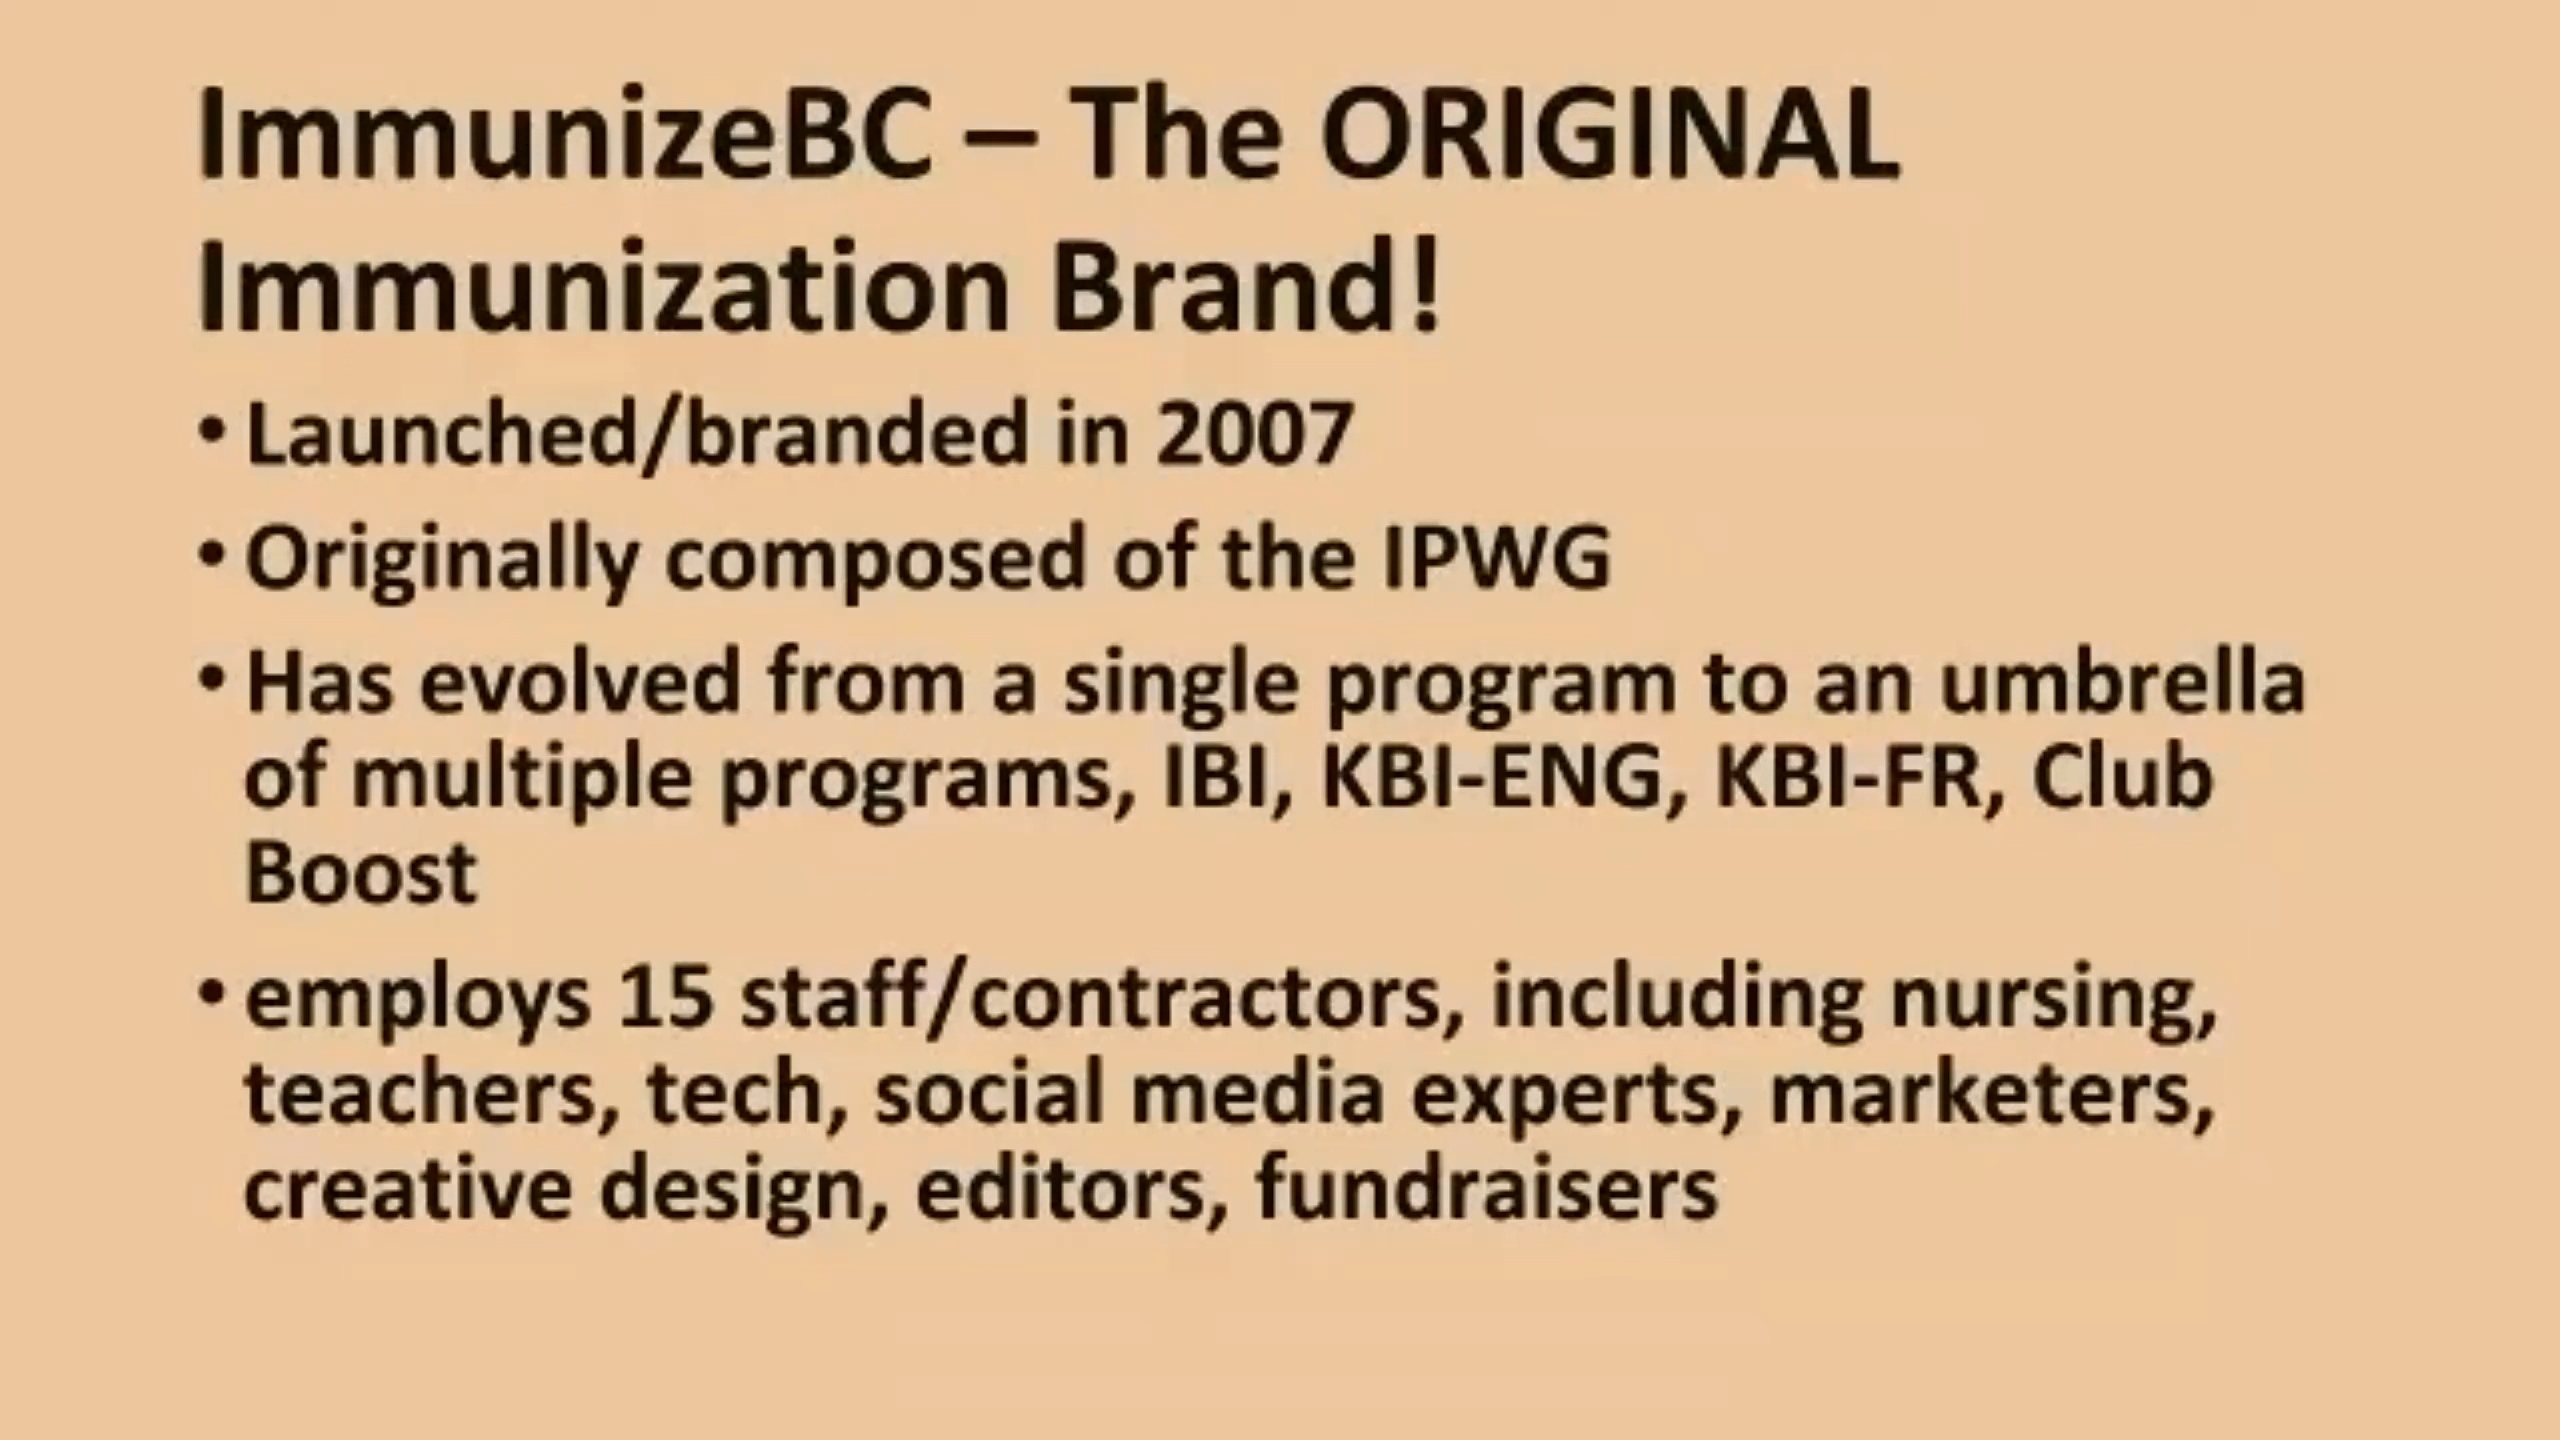 ImmunizeBC – The ORIGINAL
Immunization Brand!
• Launched/branded in 2007
• Originally composed of the IPWG
• Has evolved from a single program to an umbrella
of multiple programs, IBI, KBI-ENG, KBI-FR, Club
Boost
• employs 15 staff/contractors, including nursing,
teachers, tech, social media experts, marketers,
creative design, editors, fundraisers